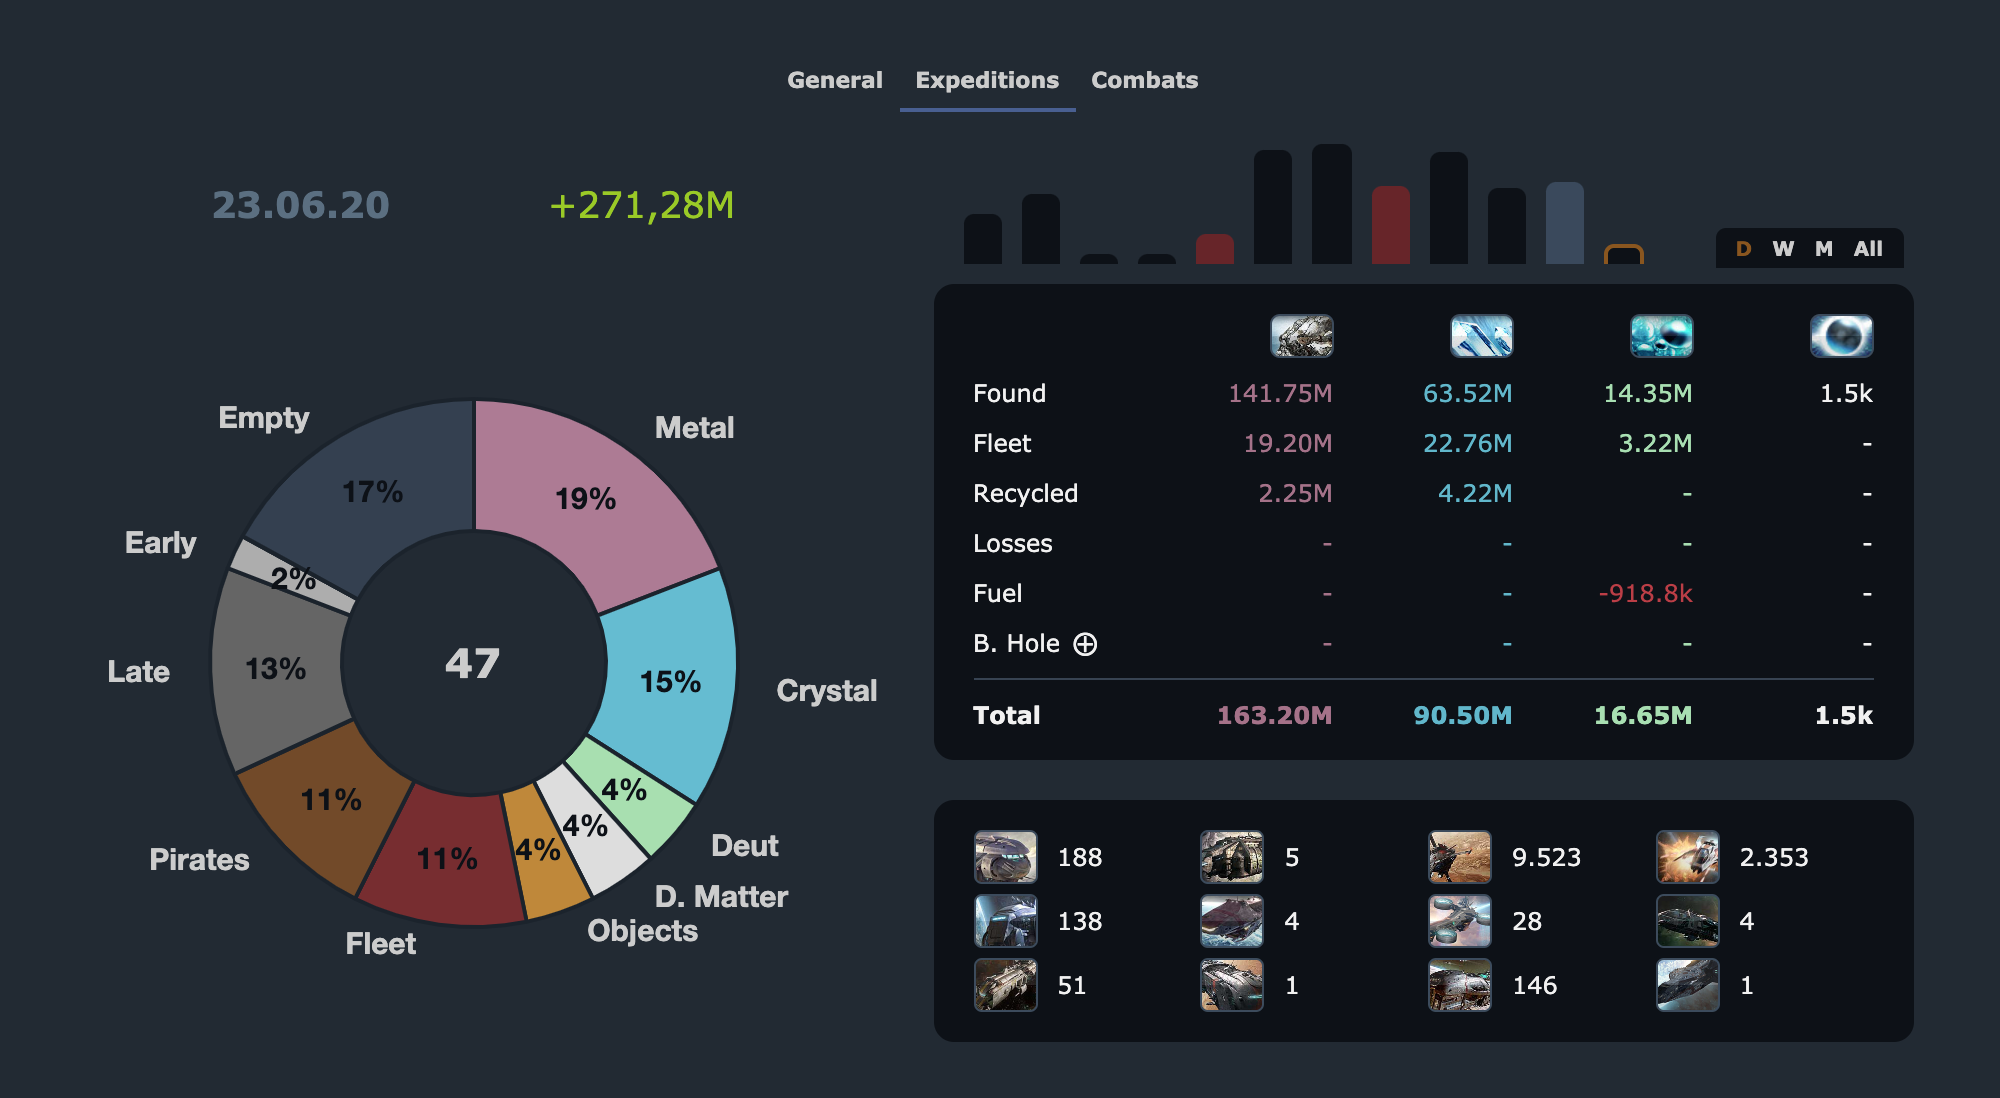 General Expeditions Combats
23.06.20 +271,28M
D W M All
Empty
Metal
17%
19%
Early
2%
Late
13%
47
15%
Crystal
Pirates
11%
4%
Deut
4%
D. Matter
4%
Objects
11%
Fleet
Found 141.75M 63.52M 14.35M 1.5k
Fleet 19.20M 22.76M 3.22M -
Recycled 2.25M 4.22M - -
Losses - - - -
Fuel - - -918.8k -
B. Hole - - - -
Total 163.20M 90.50M 16.65M 1.5k
188 5 9.523 2.353
138 4 28 4
51 1 146 1